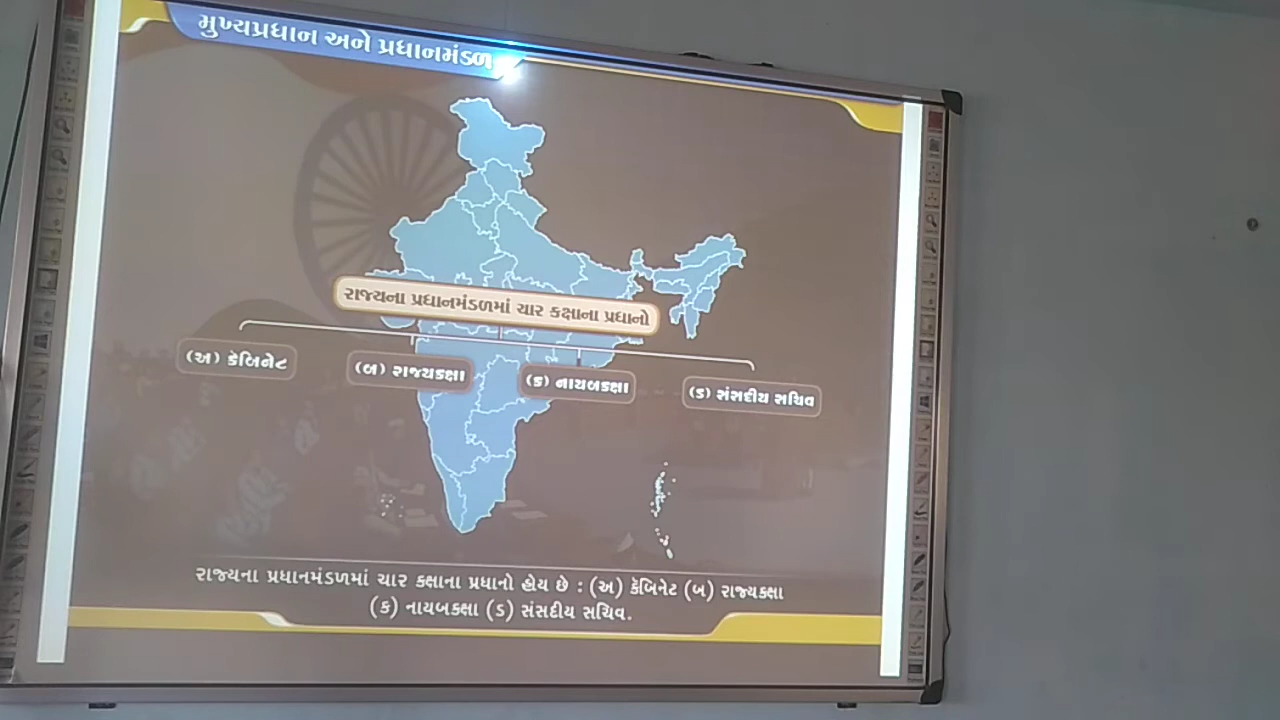 મુખ્યપ્રધાન અને પ્રધાનમંડળ
રાજ્યના પ્રધાનમંડળમાં ચાર કક્ષાના પ્રધાનો
(અ) કૅબિનેટ
(બ) રાજ્યકક્ષા
(ક) નાયબકક્ષા
(ડ) સંસદીય સચિવ
રાજ્યના પ્રધાનમંડળમાં ચાર કક્ષાના પ્રધાનો હોય છે : (અ) કૅબિનેટ (બ) રાજ્યકક્ષા
(ક) નાયબકક્ષા (ડ) સંસદીય સચિવ.